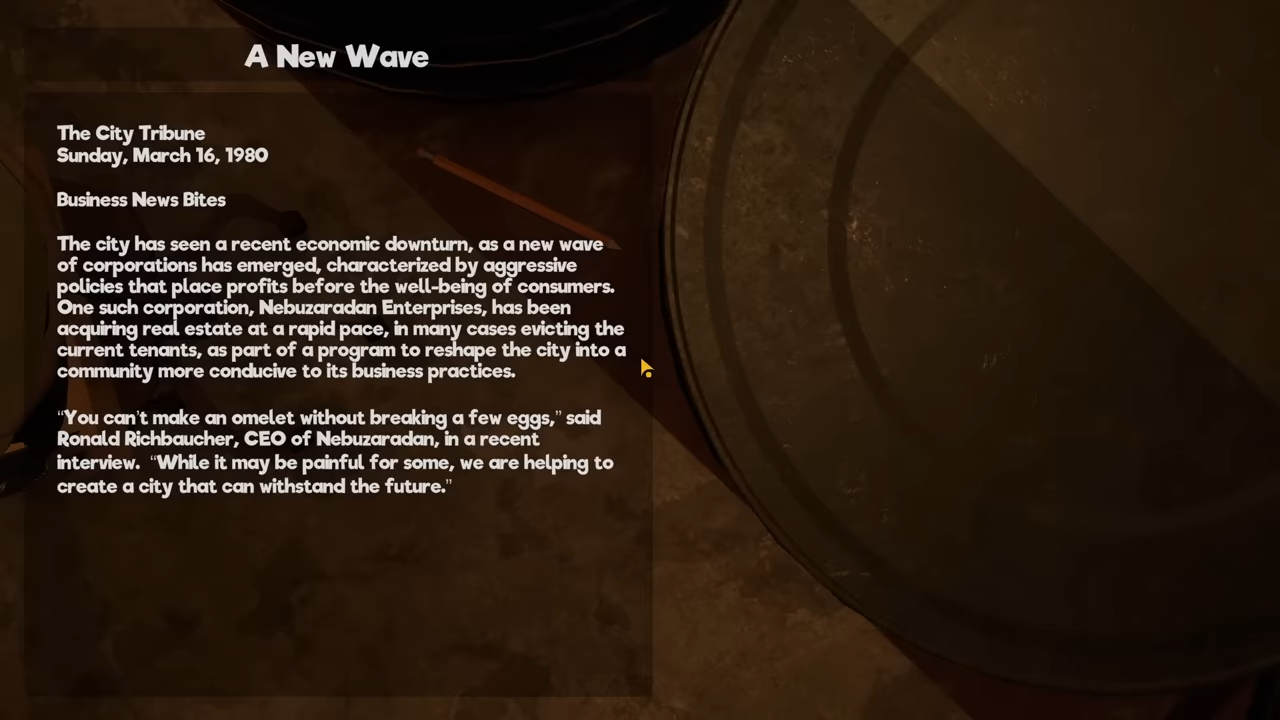 A New Wave
The City Tribune
Sunday, March 16, 1980
Business News Bites
The city has seen a recent economic downturn, as a new wave
of corporations has emerged, characterized by aggressive
policies that place profits before the well-being of consumers.
One such corporation, Nebuzaradan Enterprises, has been
acquiring real estate at a rapid pace, in many cases evicting the
current tenants, as part of a program to reshape the city into a
community more conducive to its business practices.
“You can't make an omelet without breaking a few eggs,” said
Ronald Richbaucher, CEO of Nebuzaradan, in a recent
interview.  “While it may be painful for some, we are helping to
create a city that can withstand the future.”